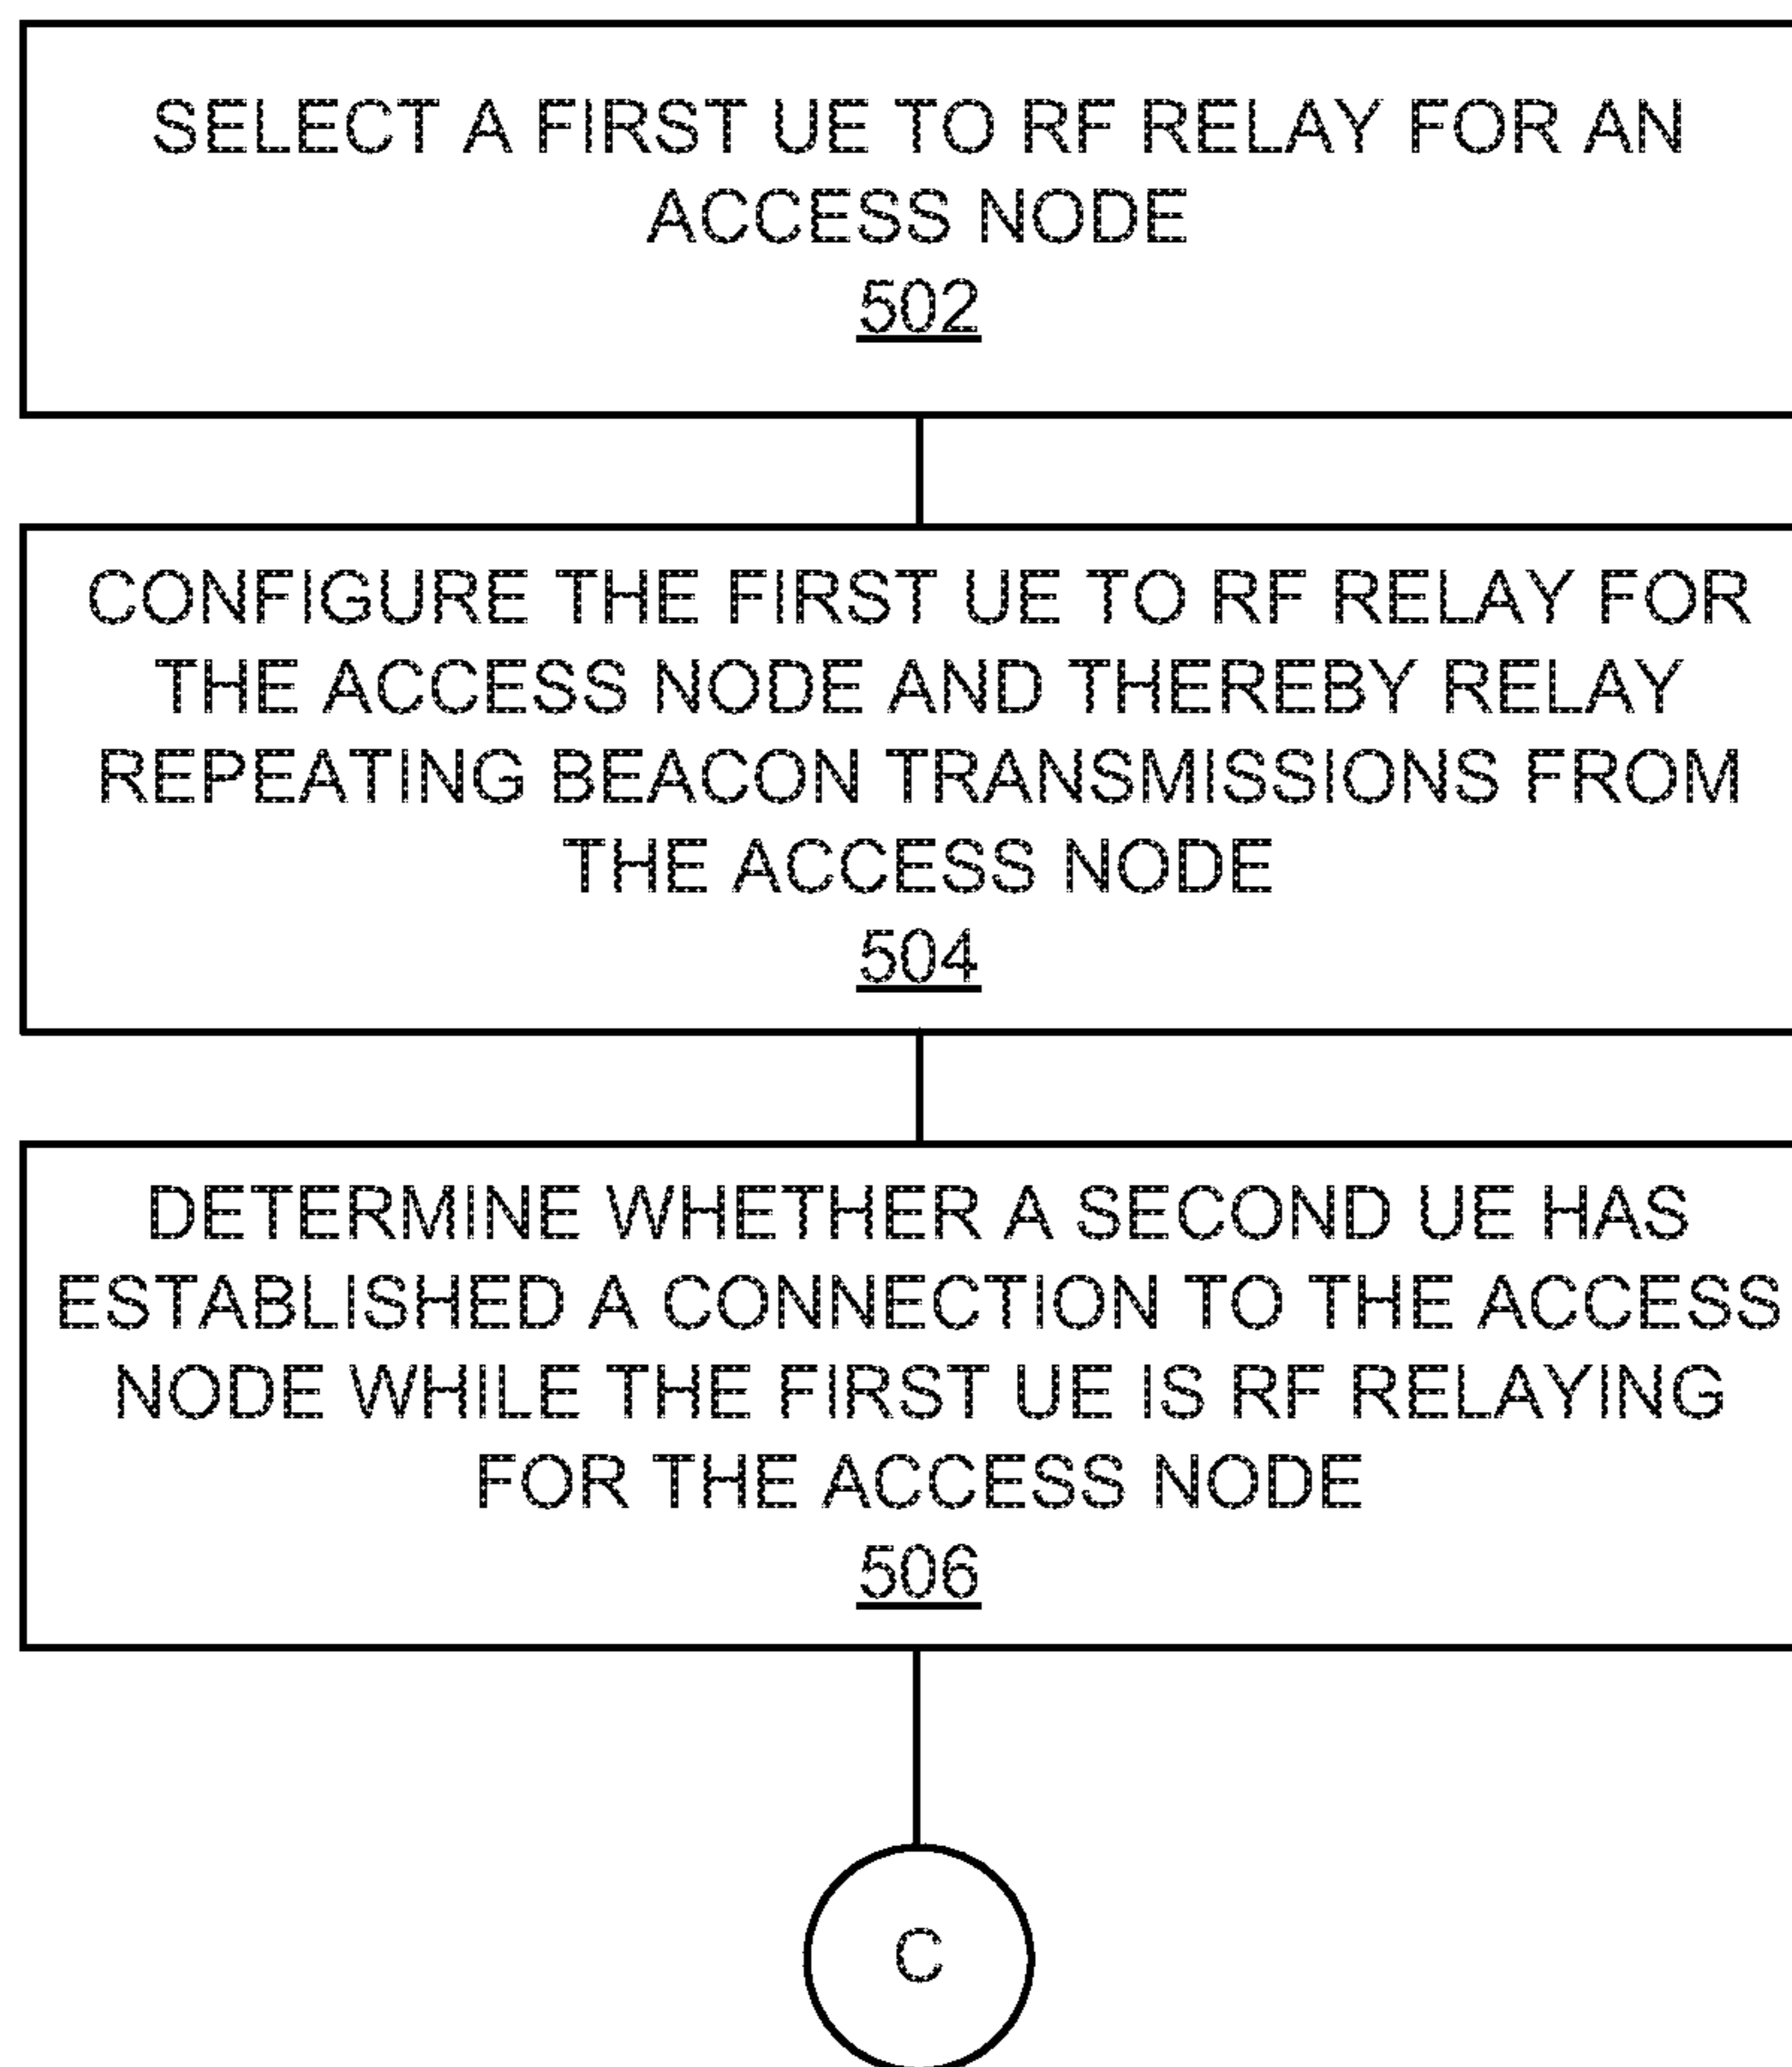 SELECT A FIRST UE TO RF RELAY FOR AN
ACCESS NODE
502
CONFIGURE THE FIRST UE TO RF RELAY FOR
THE ACCESS NODE AND THEREBY RELAY
REPEATING BEACON TRANSMISSIONS FROM
THE ACCESS NODE
504
DETERMINE WHETHER A SECOND UE HAS
ESTABLISHED A CONNECTION TO THE ACCESS
NODE WHILE THE FIRST UE IS RF RELAYING
FOR THE ACCESS NODE
506
C